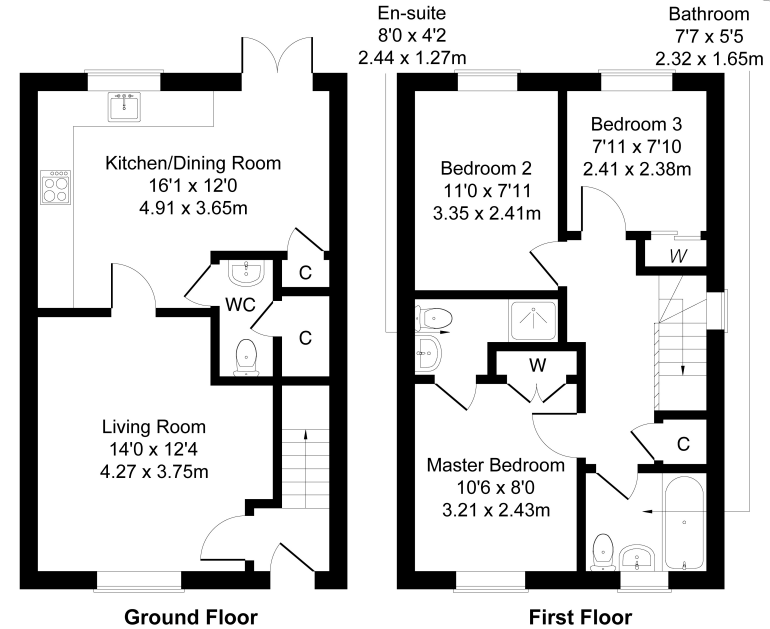 En-suite
8'0 x 4'2
2.44 x 1.27m
Bathroom
7'7 x 5'5
2.32 x 1.65m
Kitchen/Dining Room
16'1 x 12'0
4.91 x 3.65m
C
WC
C
Living Room
14'0 x 12'4
4.27 x 3.75m
Ground Floor
Bedroom 2
11'0 x 7'11
3.35 x 2.41m
Bedroom 3
7'11 x 7'10
2.41 x 2.38m
W
W
C
Master Bedroom
10'6 x 8'0
3.21 x 2.43m
First Floor